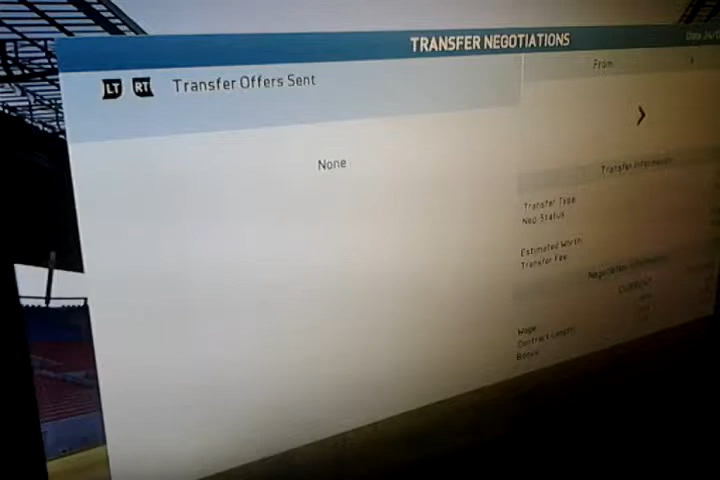 TRANSFER NEGOTIATIONS
LT RT Transfer Offers Sent
From
None
Transfer Information
Transfer Type
Neg Status
Estimated Worth
Transfer Fee
Negotiation Information
Wage
Contract Length
Bonus